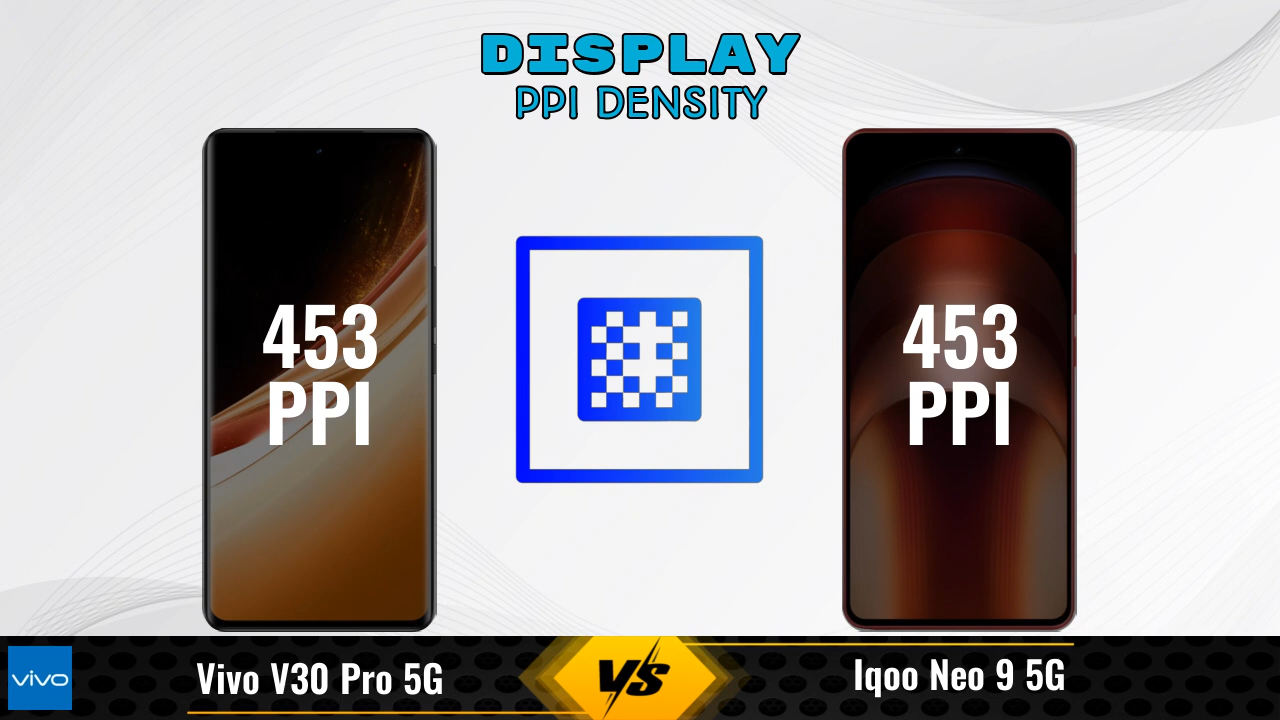 DISPLAY
PPI DENSITY
453
PPI
453
PPI
vivo
Vivo V30 Pro 5G
VS
Iqoo Neo 9 5G